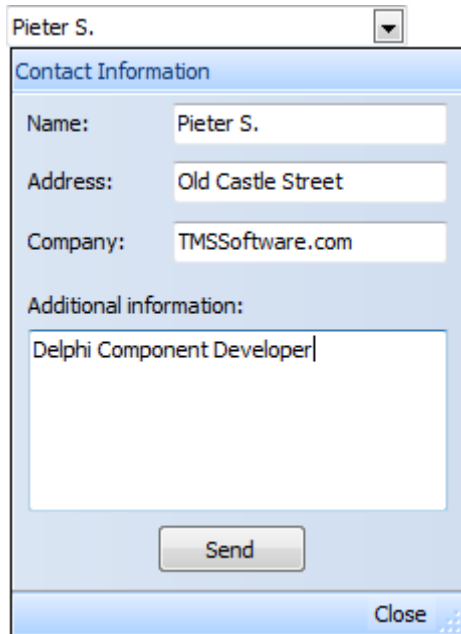 Pieter S.
Contact Information
Name: Pieter S.
Address: Old Castle Street
Company: TMSSoftware.com
Additional information:
Delphi Component Developer
Send
Close